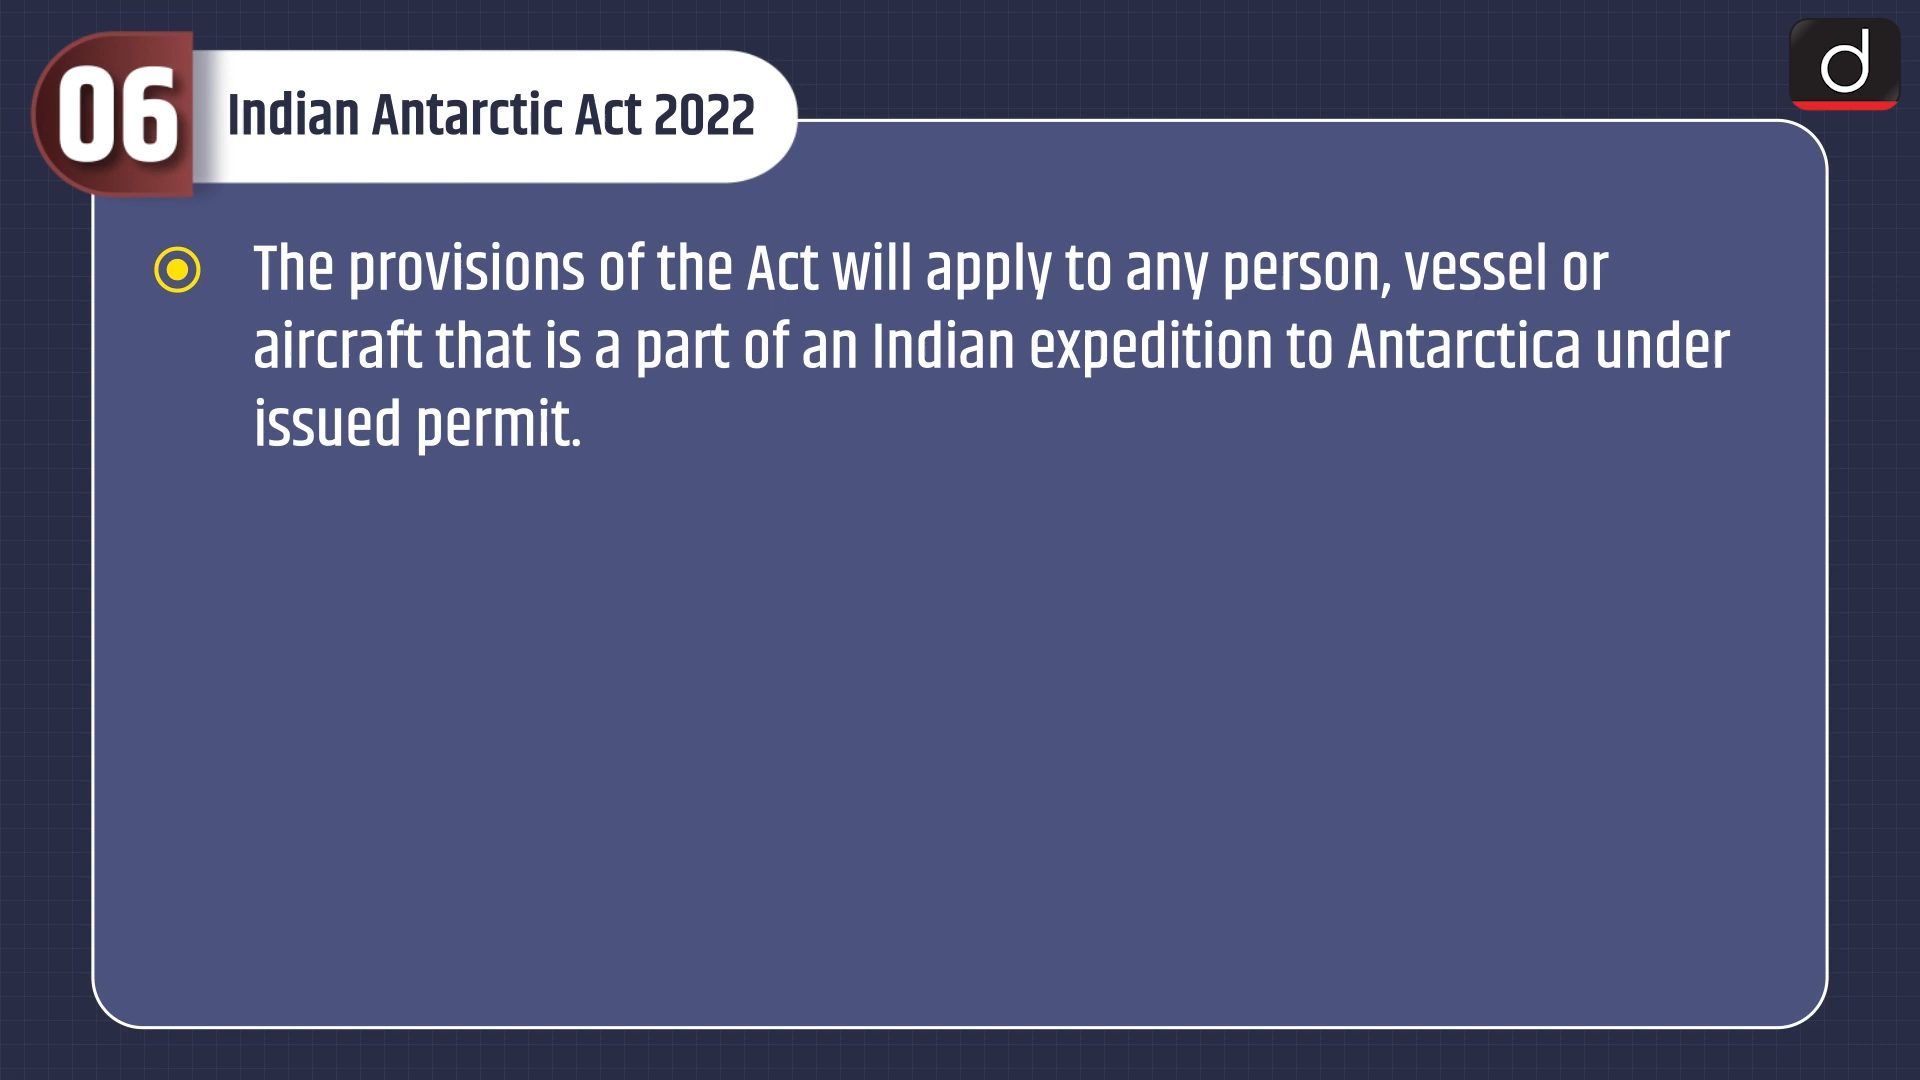 06
Indian Antarctic Act 2022
d
The provisions of the Act will apply to any person, vessel or
aircraft that is a part of an Indian expedition to Antarctica under
issued permit.